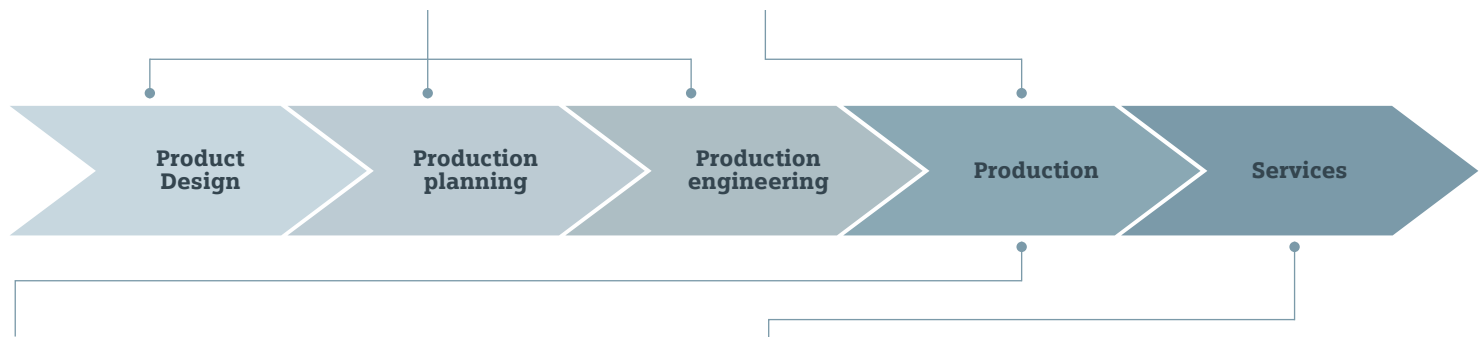 Product
Design
Production
planning
Production
engineering
Production
Services